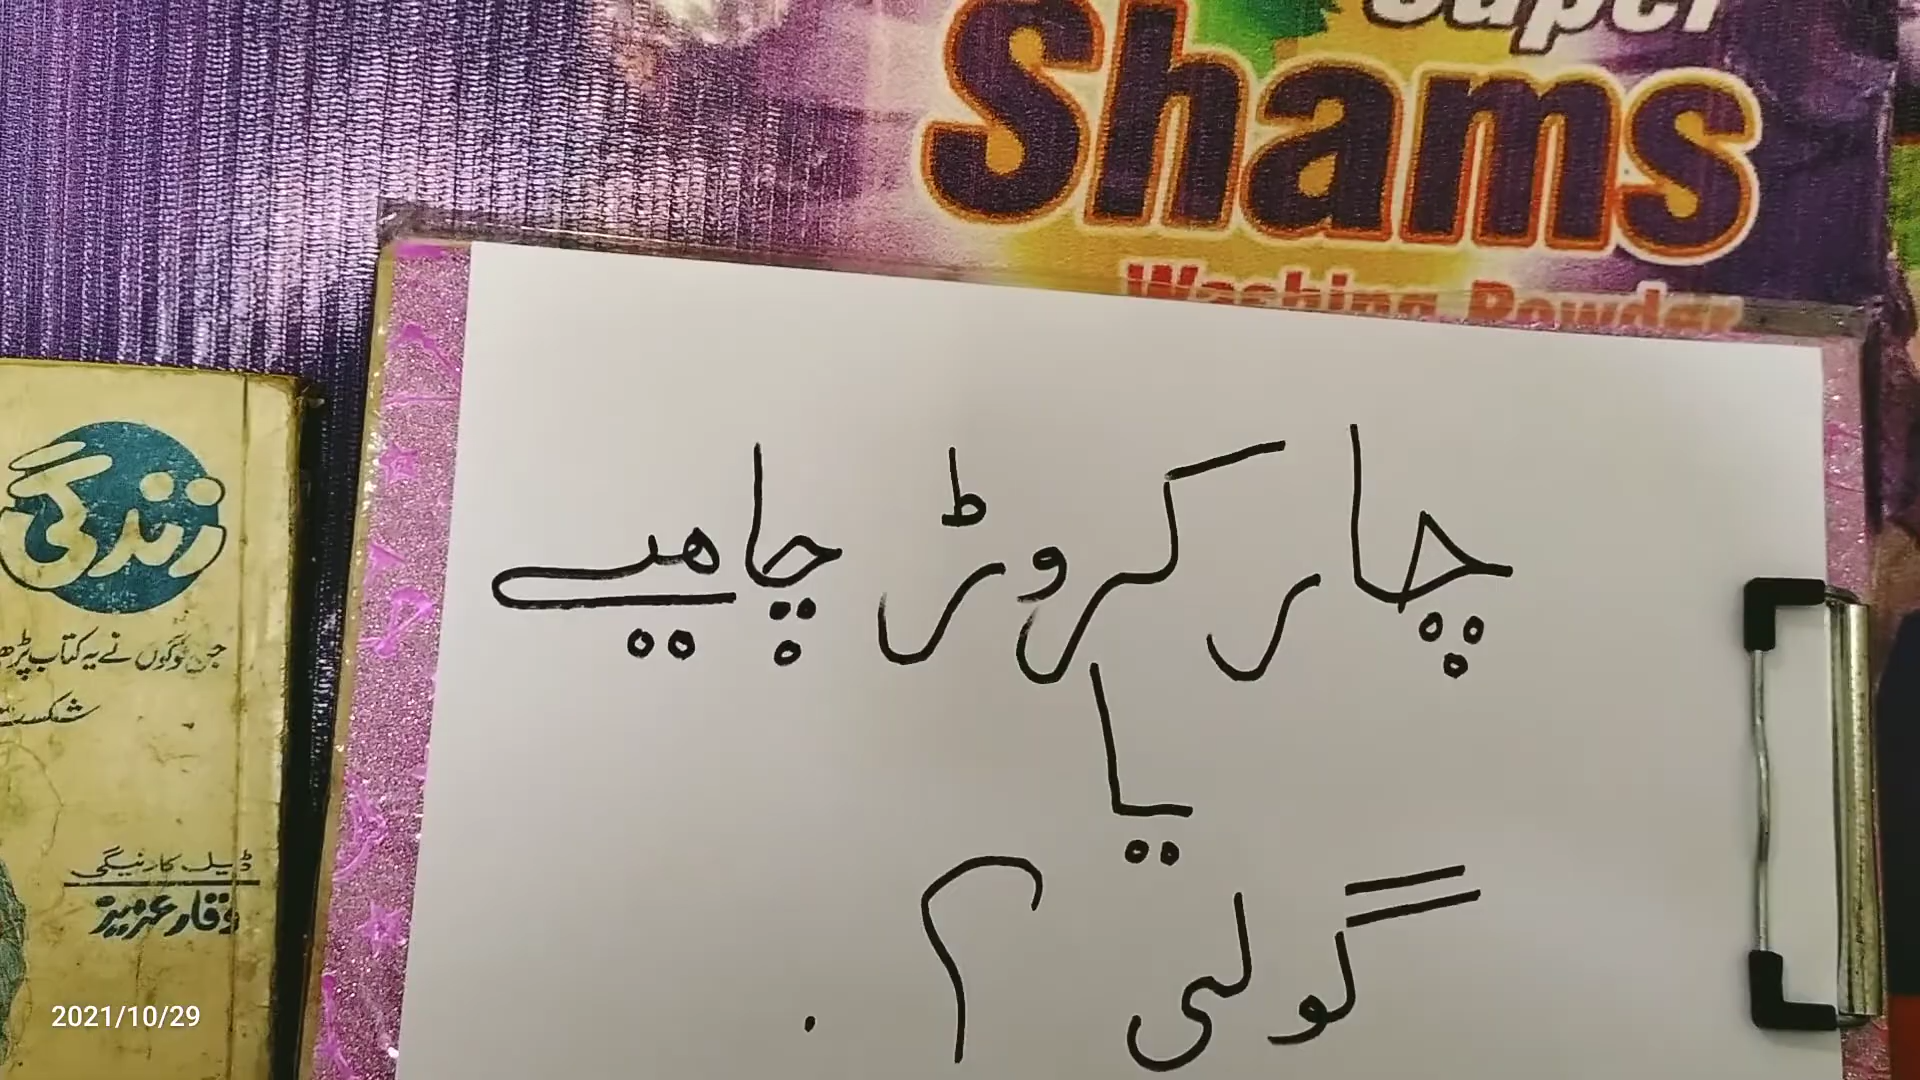 Super
Shams
Washing Powder
چار کروڑ چاہیے
یا
گولی ؟
زندگی
جن لوگوں نے یہ کتاب پڑھ
شکست
ڈیل کارنیگی
وقار عزیز
2021/10/29